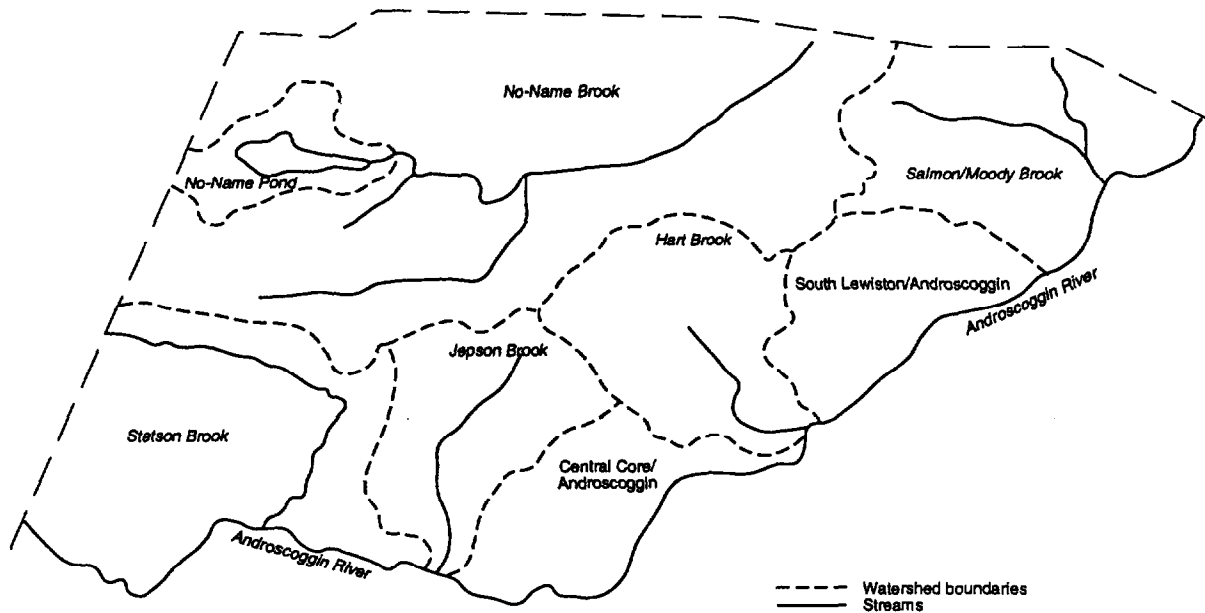 No-Name Brook
Salmon/Moody Brook
No-Name Pond
Hart Brook
South Lewiston/Androscoggin
Androscoggin River
Jepson Brook
Stetson Brook
Central Core/
Androscoggin
Androscoggin River
Watershed boundaries
Streams